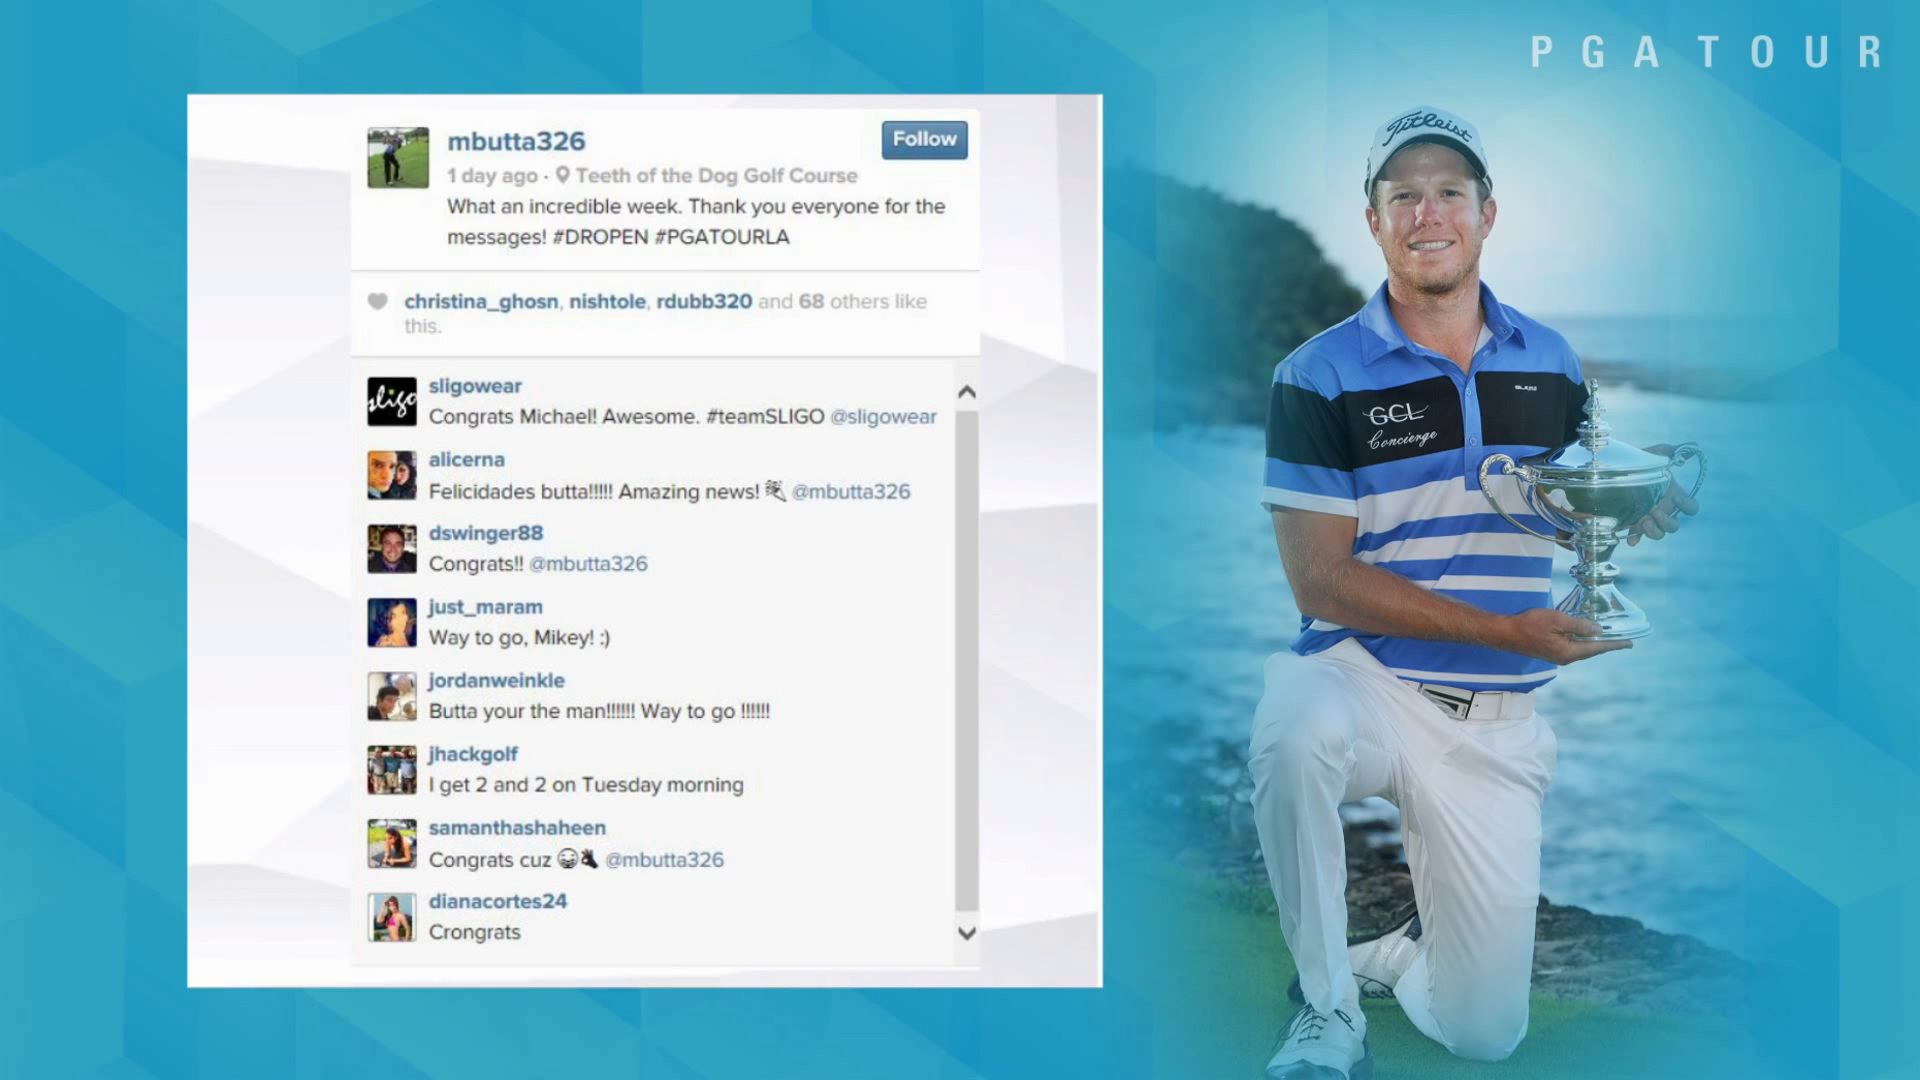 PGA TOUR
mbutta326
Follow
1 day ago · Teeth of the Dog Golf Course
What an incredible week. Thank you everyone for the
messages! #DROPEN #PGATOURLA
christina_ghosn, nishtole, rdubb320 and 68 others like
this.
sligo
sligowear
Congrats Michael! Awesome. #teamSLIGO @sligowear
alicerna
Felicidades butta!!!!! Amazing news! @mbutta326
dswinger88
Congrats!! @mbutta326
just_maram
Way to go, Mikey! :)
jordanweinkle
Butta your the man!!!!!! Way to go !!!!!!
jhackgolf
I get 2 and 2 on Tuesday morning
samanthashaheen
Congrats cuz @mbutta326
dianacortes24
Crongrats
Titleist
GCL
Concierge